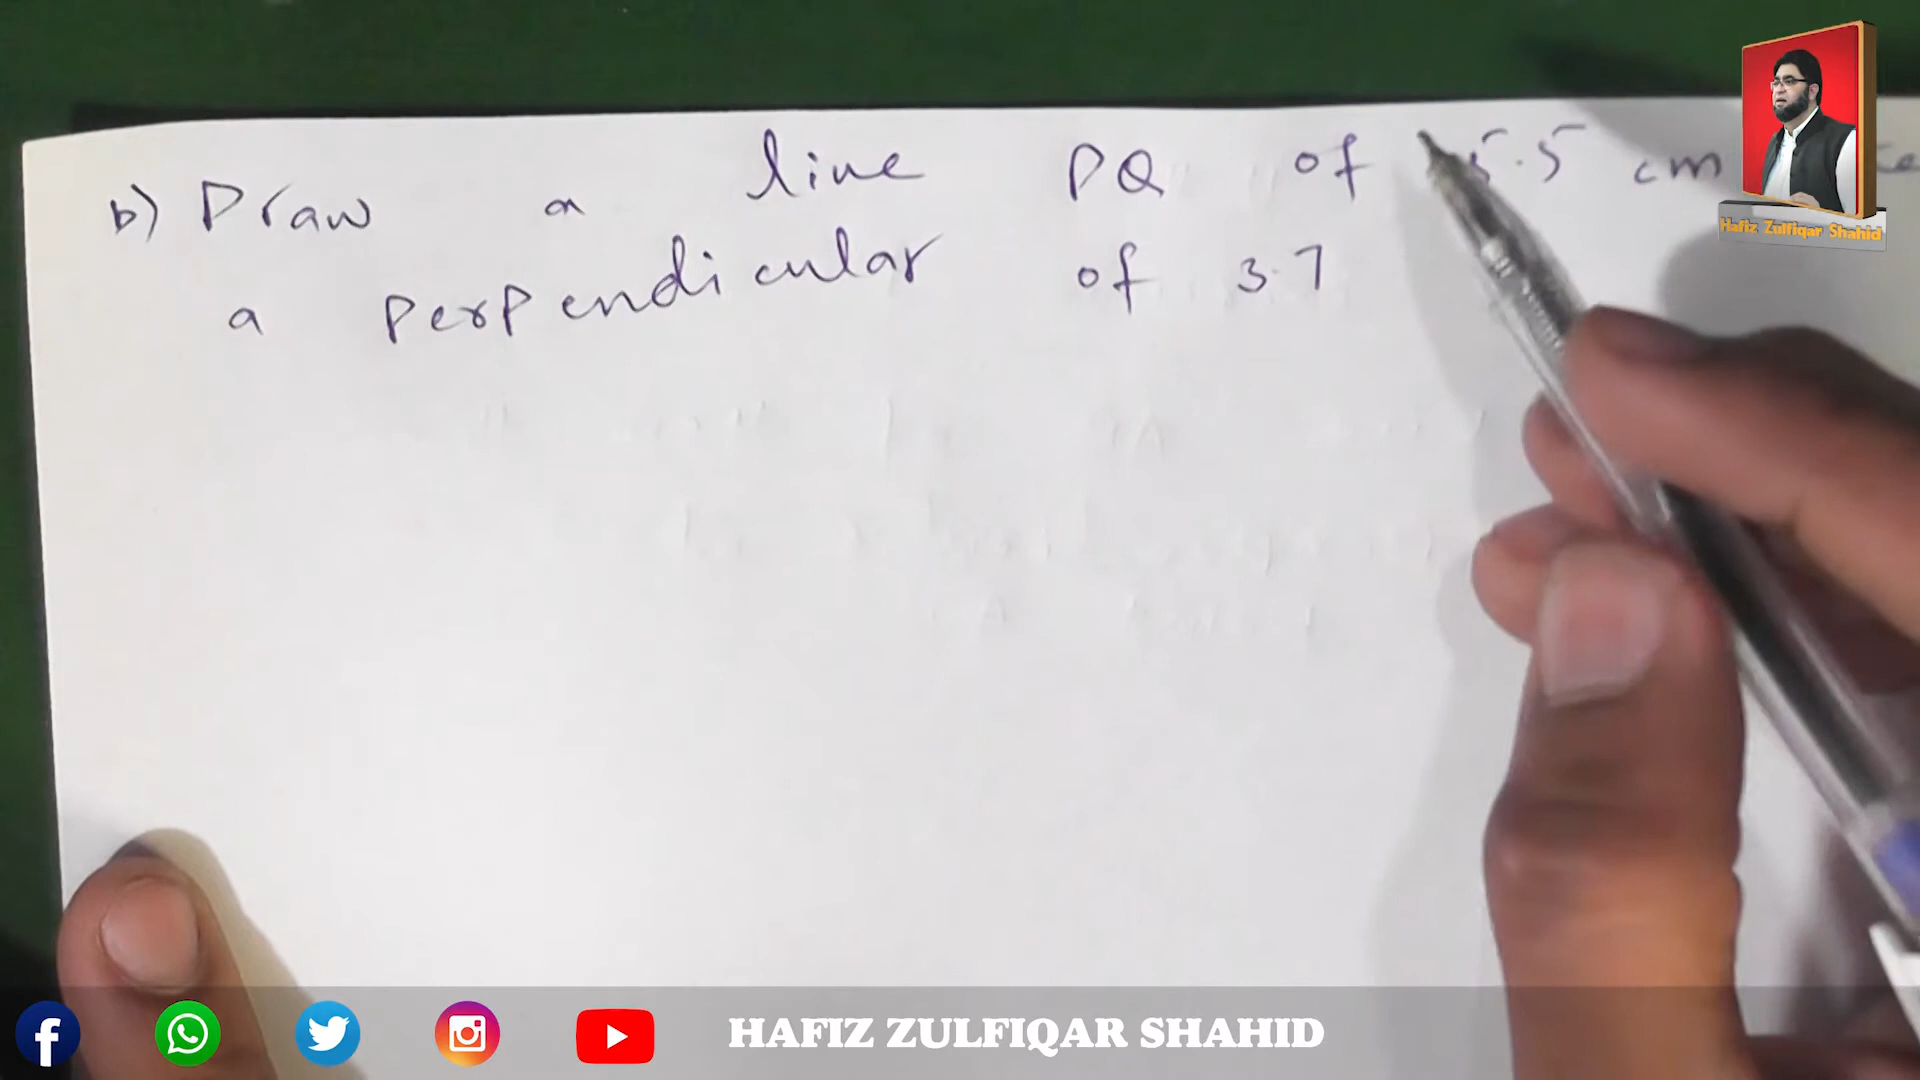 b) Draw a line PQ of 5.5 cm
a perpendicular of 3.7
Hafiz Zulfiqar Shahid
HAFIZ ZULFIQAR SHAHID